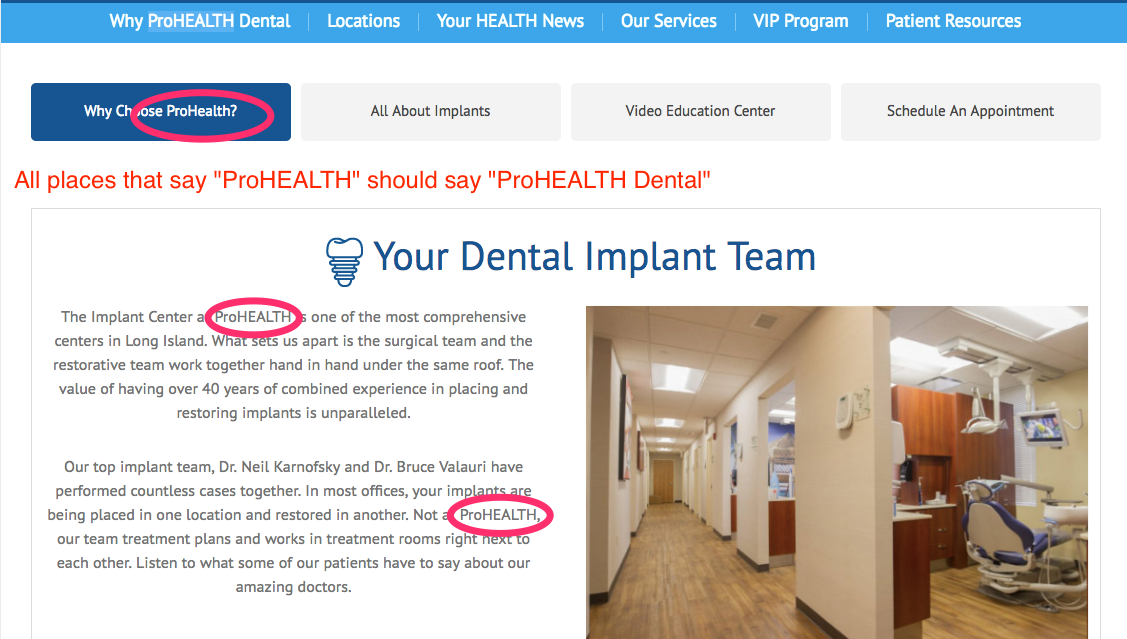 Why ProHEALTH Dental
Locations
Your HEALTH News
Our Services
VIP Program
Patient Resources
Why Choose ProHealth?
All About Implants
Video Education Center
Schedule An Appointment
All places that say "ProHEALTH" should say "ProHEALTH Dental"
Your Dental Implant Team
The Implant Center at ProHEALTH is one of the most comprehensive
centers in Long Island. What sets us apart is the surgical team and the
restorative team work together hand in hand under the same roof. The
value of having over 40 years of combined experience in placing and
restoring implants is unparalleled.
Our top implant team, Dr. Neil Karnofsky and Dr. Bruce Valauri have
performed countless cases together. In most offices, your implants are
being placed in one location and restored in another. Not at ProHEALTH,
our team treatment plans and works in treatment rooms right next to
each other. Listen to what some of our patients have to say about our
amazing doctors.